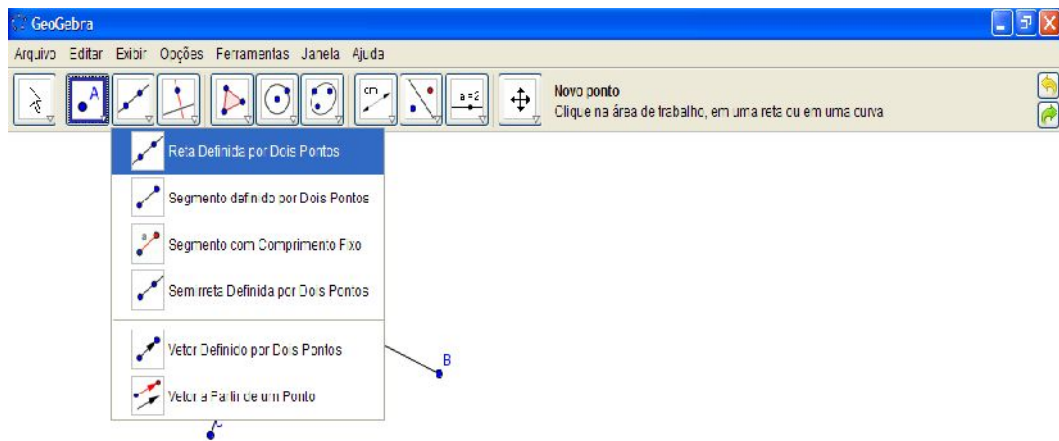 GeoGebra
Arquivo Editar Exibir Opções Ferramentas Janela Ajuda
A
cm
a=2
Novo ponto
Clique na área de trabalho, em uma reta ou em uma curva
Reta Definida por Dois Pontos
Segmento definido por Dois Pontos
a
Segmento com Comprimento Fixo
Semirreta Definida por Dois Pontos
Vetor Definido por Dois Pontos
B
Vetor a Partir de um Ponto